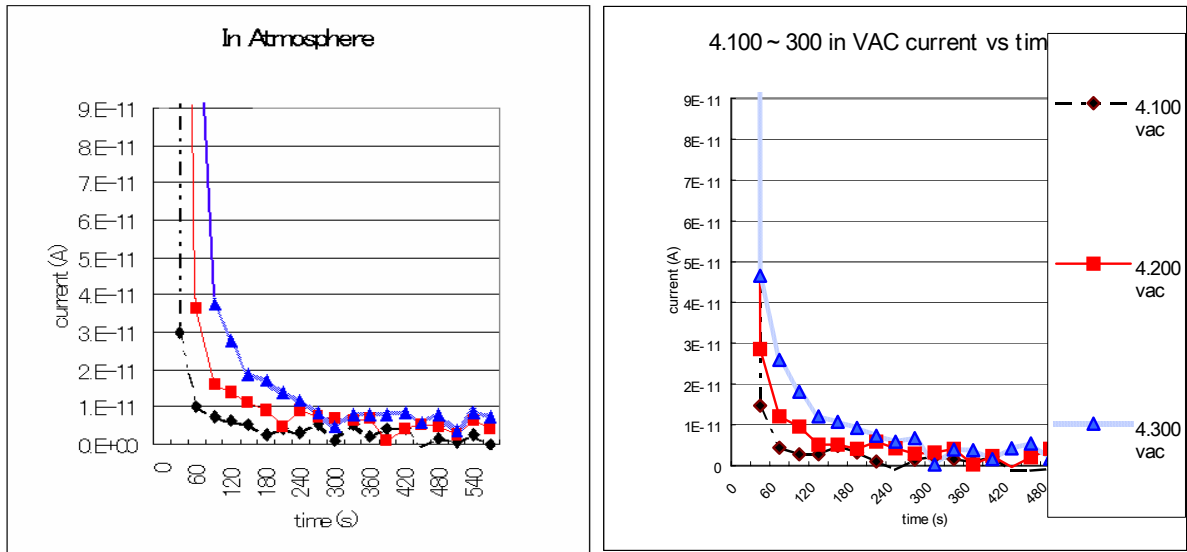 In Atmosphere
9.E-11
8.E-11
7.E-11
6.E-11
5.E-11
4.E-11
3.E-11
2.E-11
1.E-11
0.E+00
current (A)
0
60
120
180
240
300
360
420
480
540
time (s)
4.100 ~ 300 in VAC current vs tim
9E-11
8E-11
7E-11
6E-11
5E-11
4E-11
3E-11
2E-11
1E-11
0
current (A)
0
60
120
180
240
300
360
420
480
time (s)
4.100
vac
4.200
vac
4.300
vac